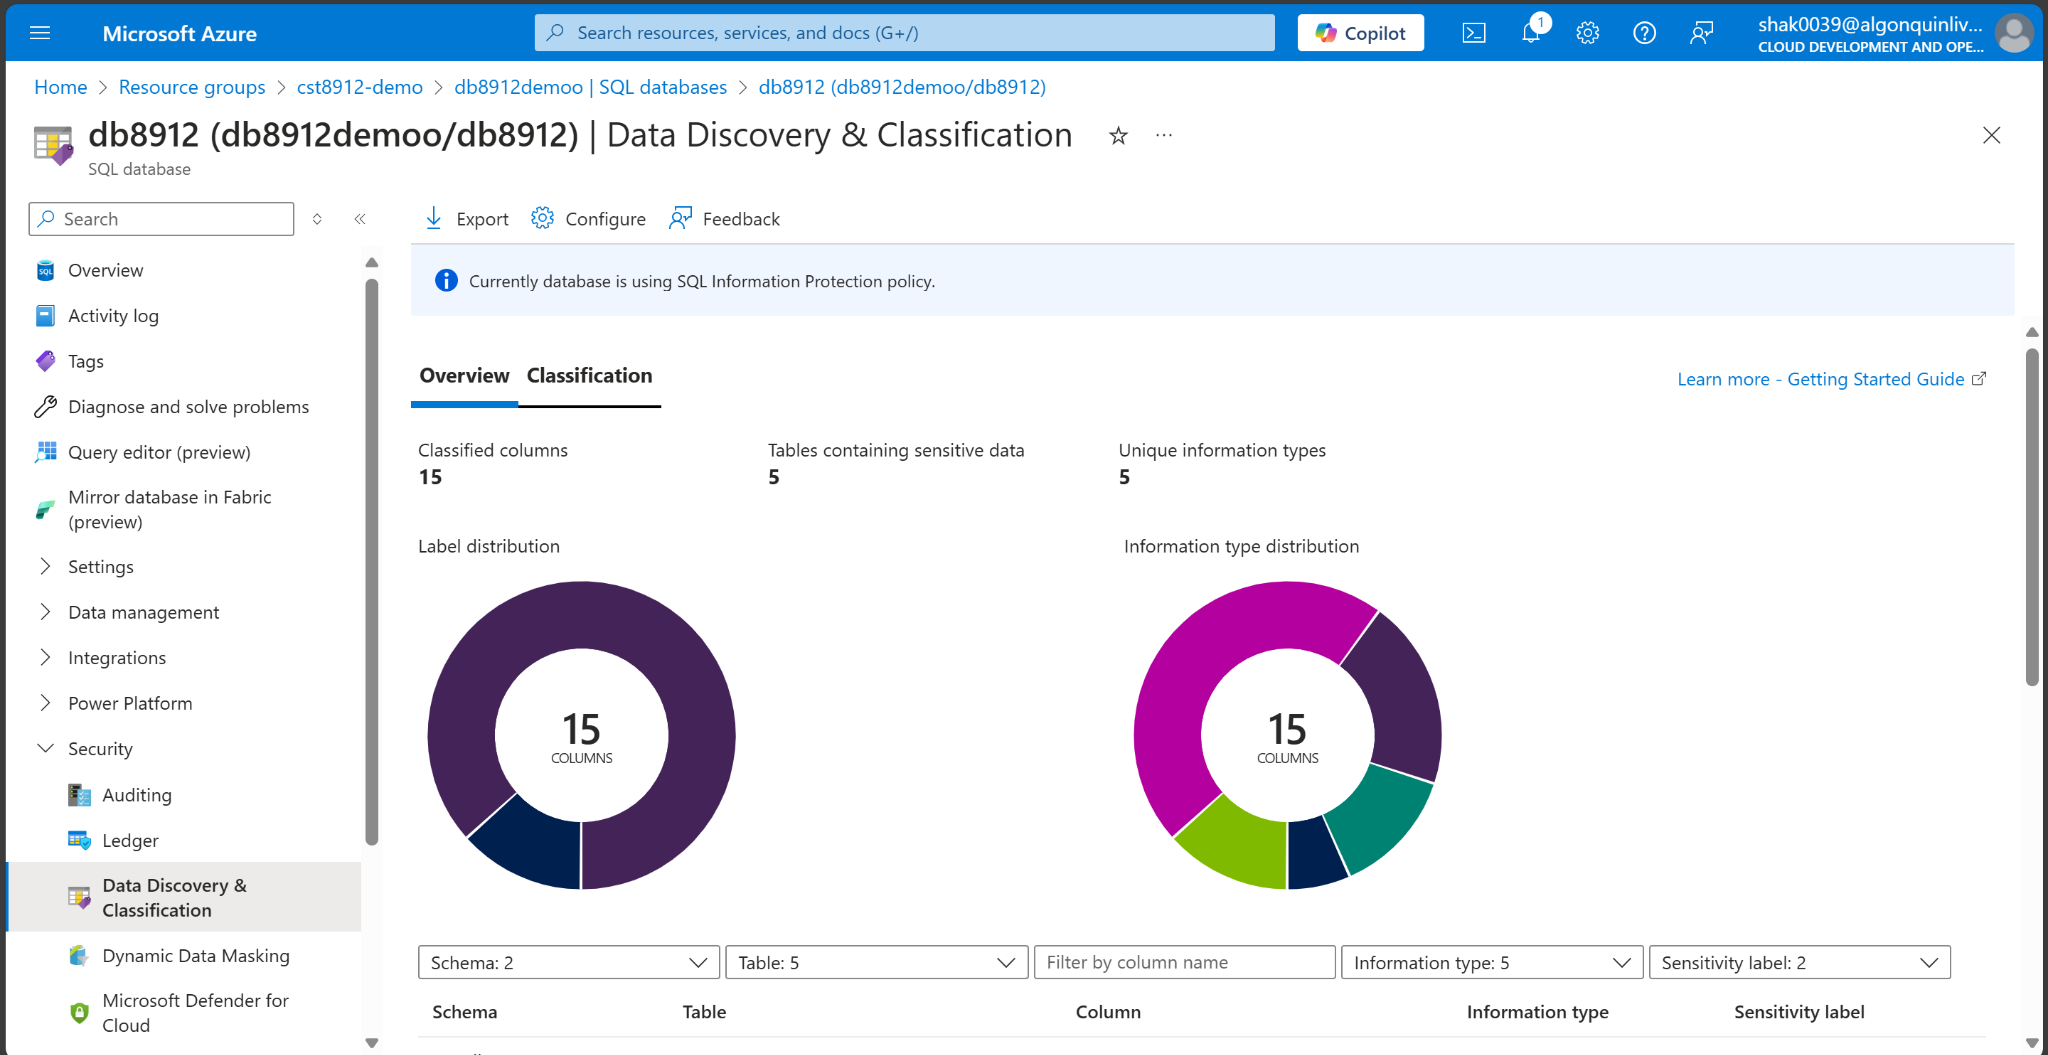 Microsoft Azure
Search resources, services, and docs (G+/)
Copilot
1
shak0039@algonquinliv...
CLOUD DEVELOPMENT AND OPE...
Home > Resource groups > cst8912-demo > db8912demoo | SQL databases > db8912 (db8912demoo/db8912)
db8912 (db8912demoo/db8912) | Data Discovery & Classification
SQL database
Search
Overview
Activity log
Tags
Diagnose and solve problems
Query editor (preview)
Mirror database in Fabric
(preview)
Settings
Data management
Integrations
Power Platform
Security
Auditing
Ledger
Data Discovery &
Classification
Dynamic Data Masking
Microsoft Defender for
Cloud
Export Configure Feedback
Currently database is using SQL Information Protection policy.
Overview Classification
Learn more - Getting Started Guide
Classified columns
15
Tables containing sensitive data
5
Unique information types
5
Label distribution
15
COLUMNS
Information type distribution
15
COLUMNS
Schema: 2
Table: 5
Filter by column name
Information type: 5
Sensitivity label: 2
Schema Table Column Information type Sensitivity label